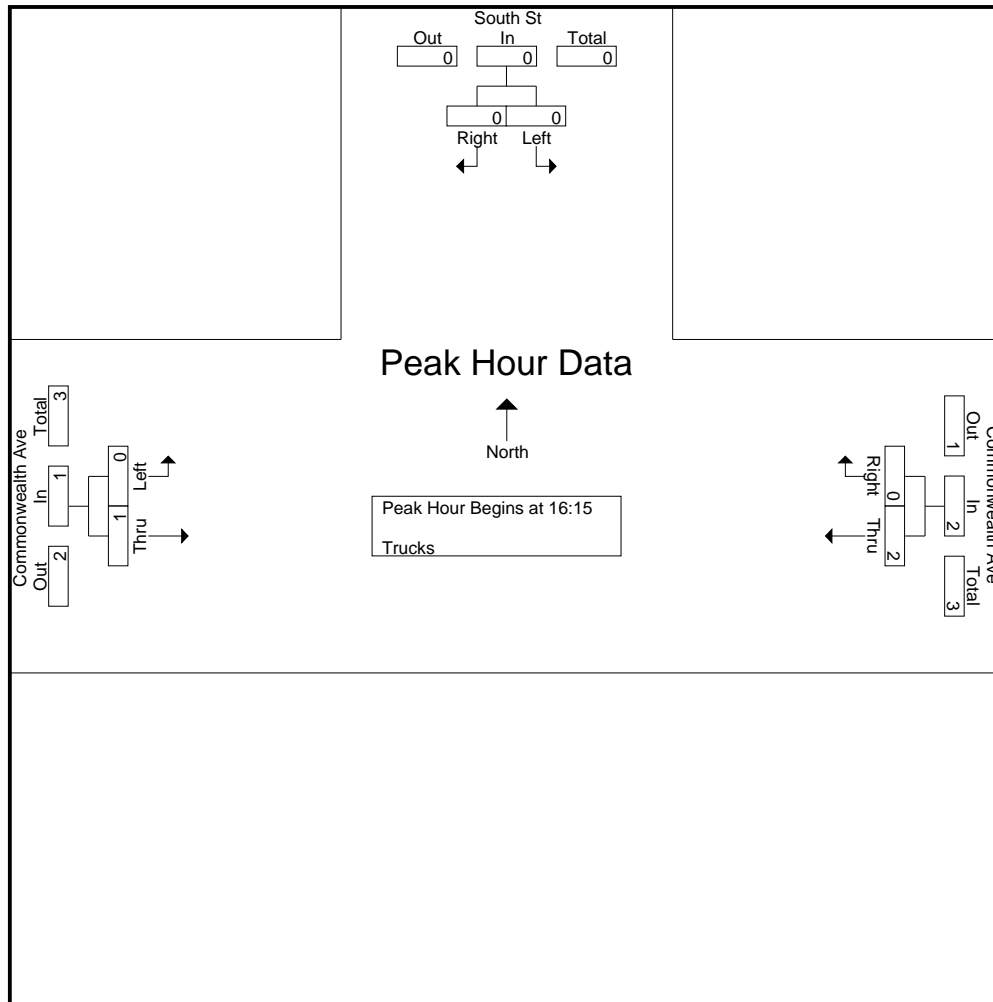 South St
Out In Total
0 0 0
0 0
Right Left
Peak Hour Data
North
Peak Hour Begins at 16:15
Trucks
Commonwealth Ave
Total In Out
3 1 2
0 1
Left Thru
Commonwealth Ave
Out In Total
1 2 3
0 2
Right Thru